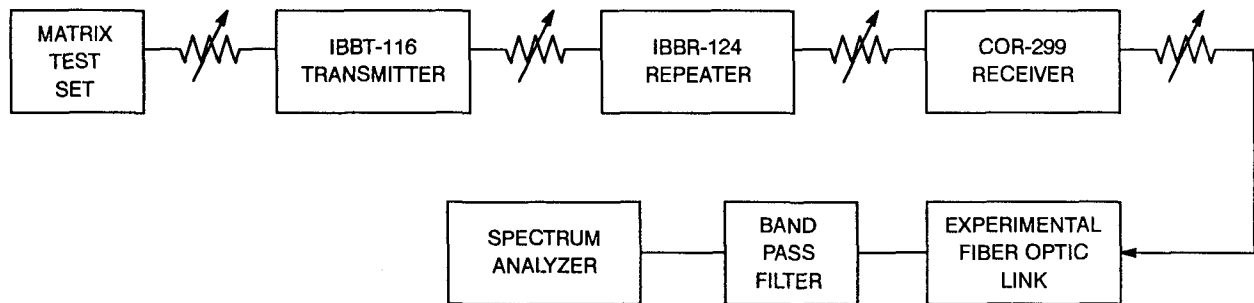 MATRIX
TEST
SET
IBBT-116
TRANSMITTER
IBBR-124
REPEATER
COR-299
RECEIVER
SPECTRUM
ANALYZER
BAND
PASS
FILTER
EXPERIMENTAL
FIBER OPTIC
LINK